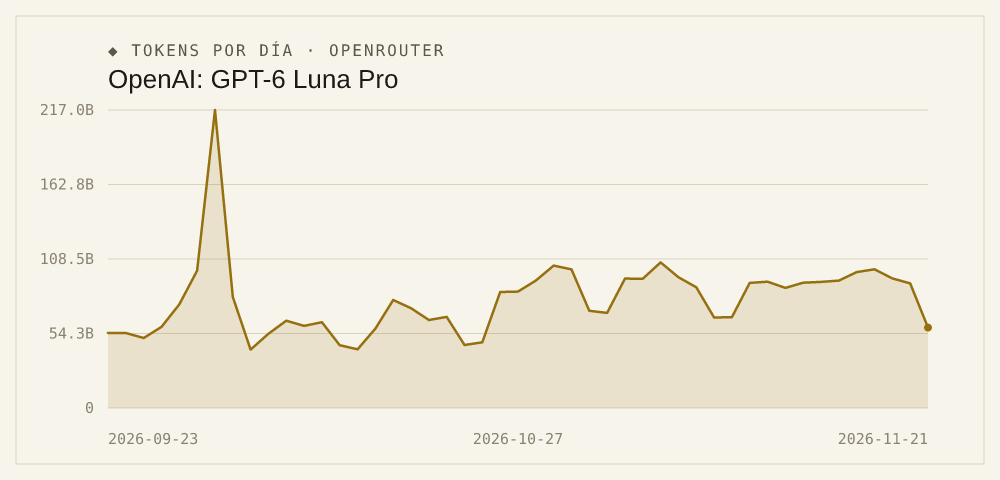 ◆ TOKENS POR DÍA · OPENROUTER
OpenAI: GPT-6 Luna Pro
217.0B
162.8B
108.5B
54.3B
0
2026-09-23 2026-10-27 2026-11-21